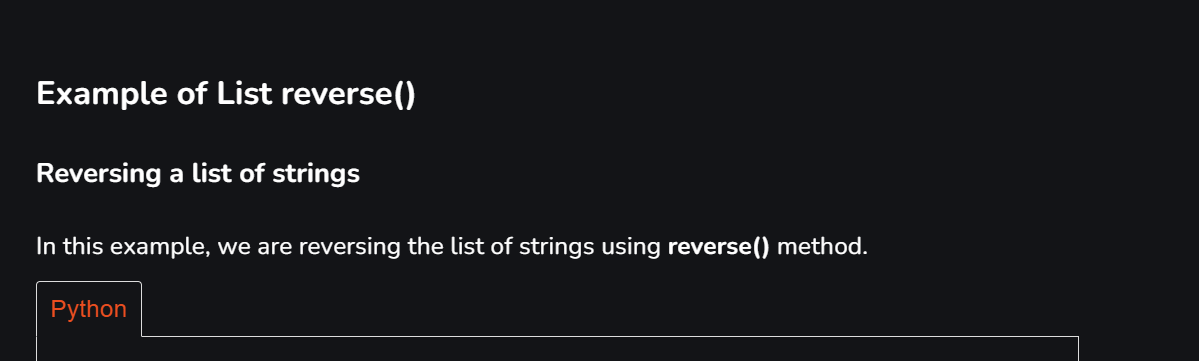 Example of List reverse()
Reversing a list of strings
In this example, we are reversing the list of strings using reverse() method.
Python